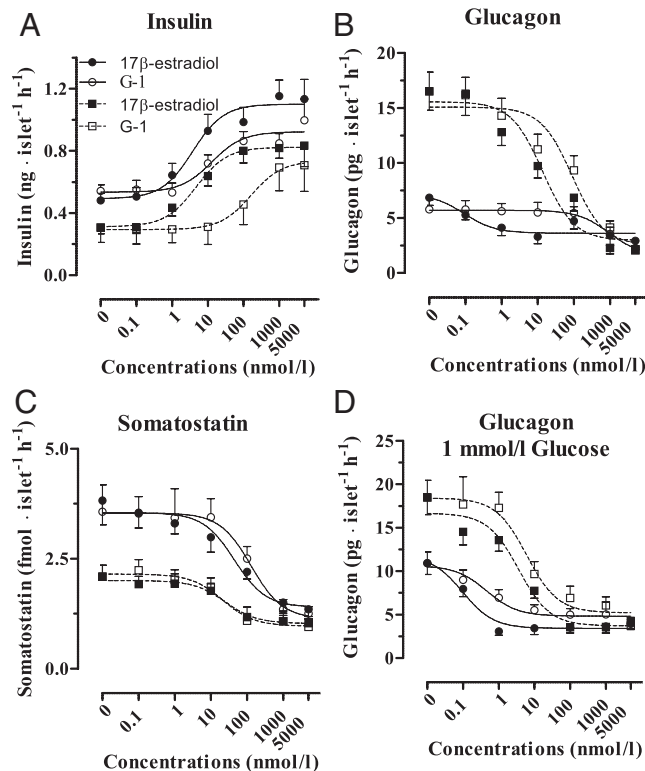 A
Insulin
17β-estradiol
G-1
17β-estradiol
G-1
Insulin (ng · islet⁻¹ h⁻¹)
1.2
0.8
0.4
0.0
0
0.1
1
10
100
1000
5000
Concentrations (nmol/l)
B
Glucagon
Glucagon (pg · islet⁻¹ h⁻¹)
20
15
10
5
0
0
0.1
1
10
100
1000
5000
Concentrations (nmol/l)
C
Somatostatin
Somatostatin (fmol · islet⁻¹ h⁻¹)
5.0
2.5
0.0
0
0.1
1
10
100
1000
5000
Concentrations (nmol/l)
D
Glucagon
1 mmol/l Glucose
Glucagon (pg · islet⁻¹ h⁻¹)
25
20
15
10
5
0
0
0.1
1
10
100
1000
5000
Concentrations (nmol/l)